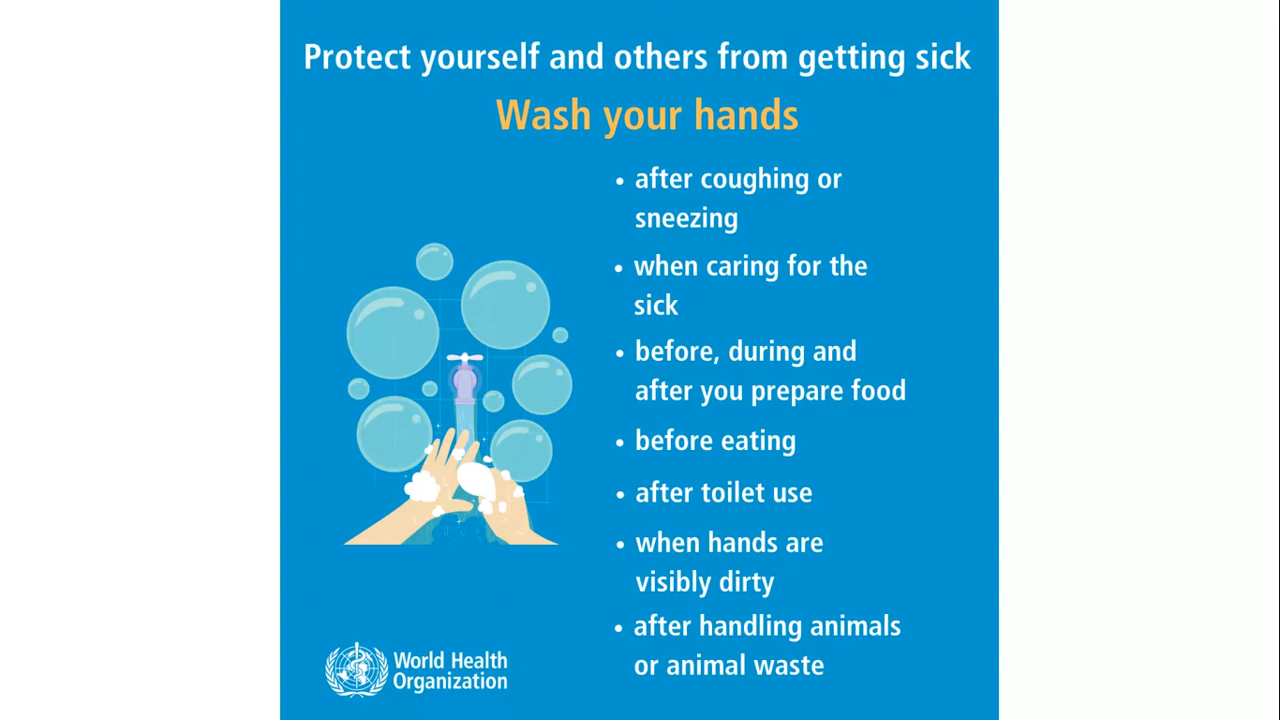 Protect yourself and others from getting sick
Wash your hands
• after coughing or
sneezing
• when caring for the
sick
• before, during and
after you prepare food
• before eating
• after toilet use
• when hands are
visibly dirty
• after handling animals
or animal waste
World Health
Organization